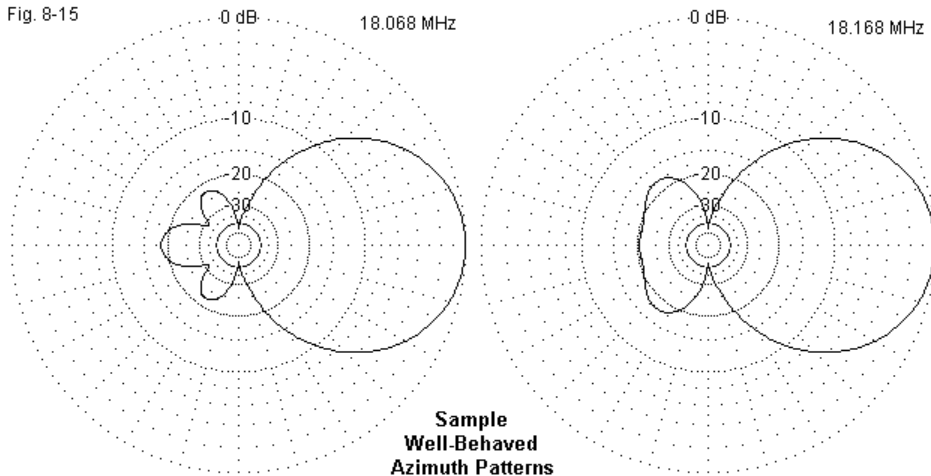 Fig. 8-15
0 dB
18.068 MHz
-10
-20
-30
0 dB
18.168 MHz
-10
-20
-30
Sample
Well-Behaved
Azimuth Patterns